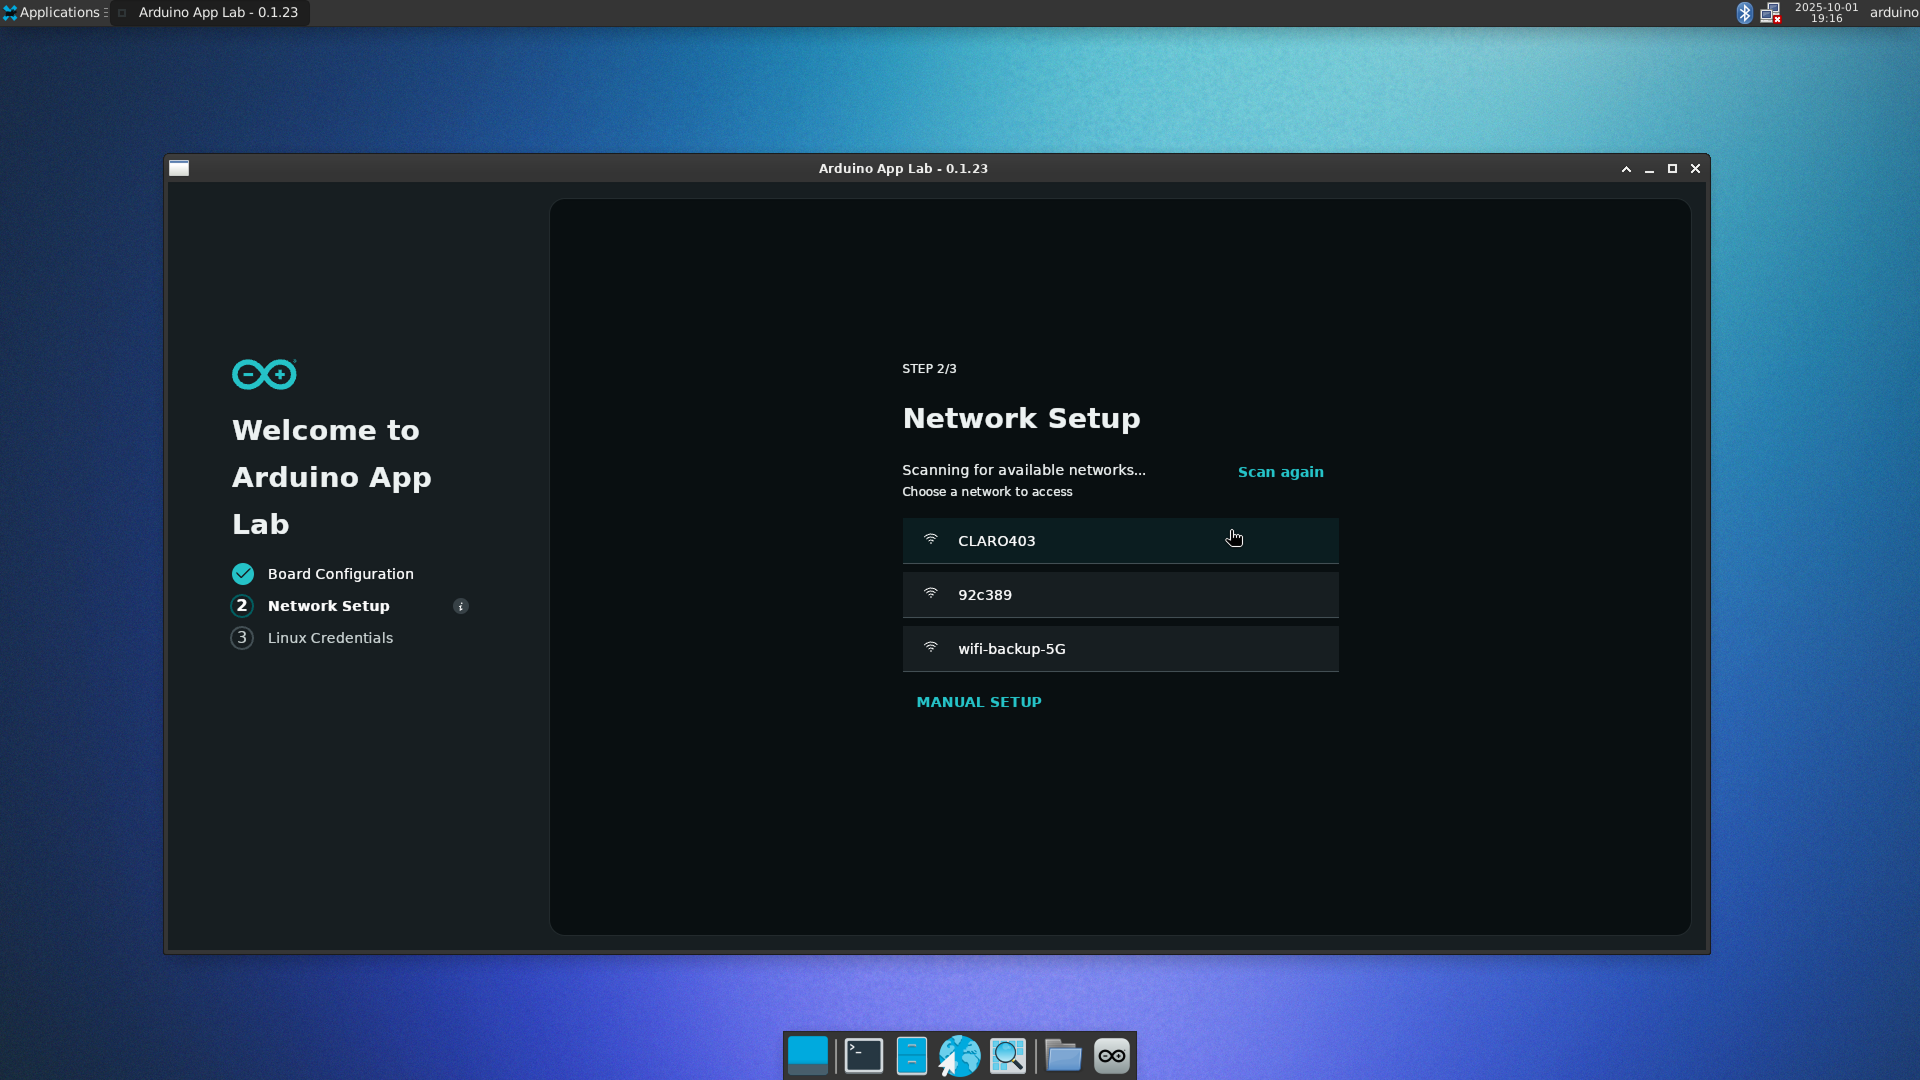 Applications
Arduino App Lab - 0.1.23
2025-10-01
19:16
arduino
Arduino App Lab - 0.1.23
Welcome to
Arduino App
Lab
Board Configuration
2 Network Setup i
3 Linux Credentials
STEP 2/3
Network Setup
Scanning for available networks...
Scan again
Choose a network to access
CLARO403
92c389
wifi-backup-5G
MANUAL SETUP